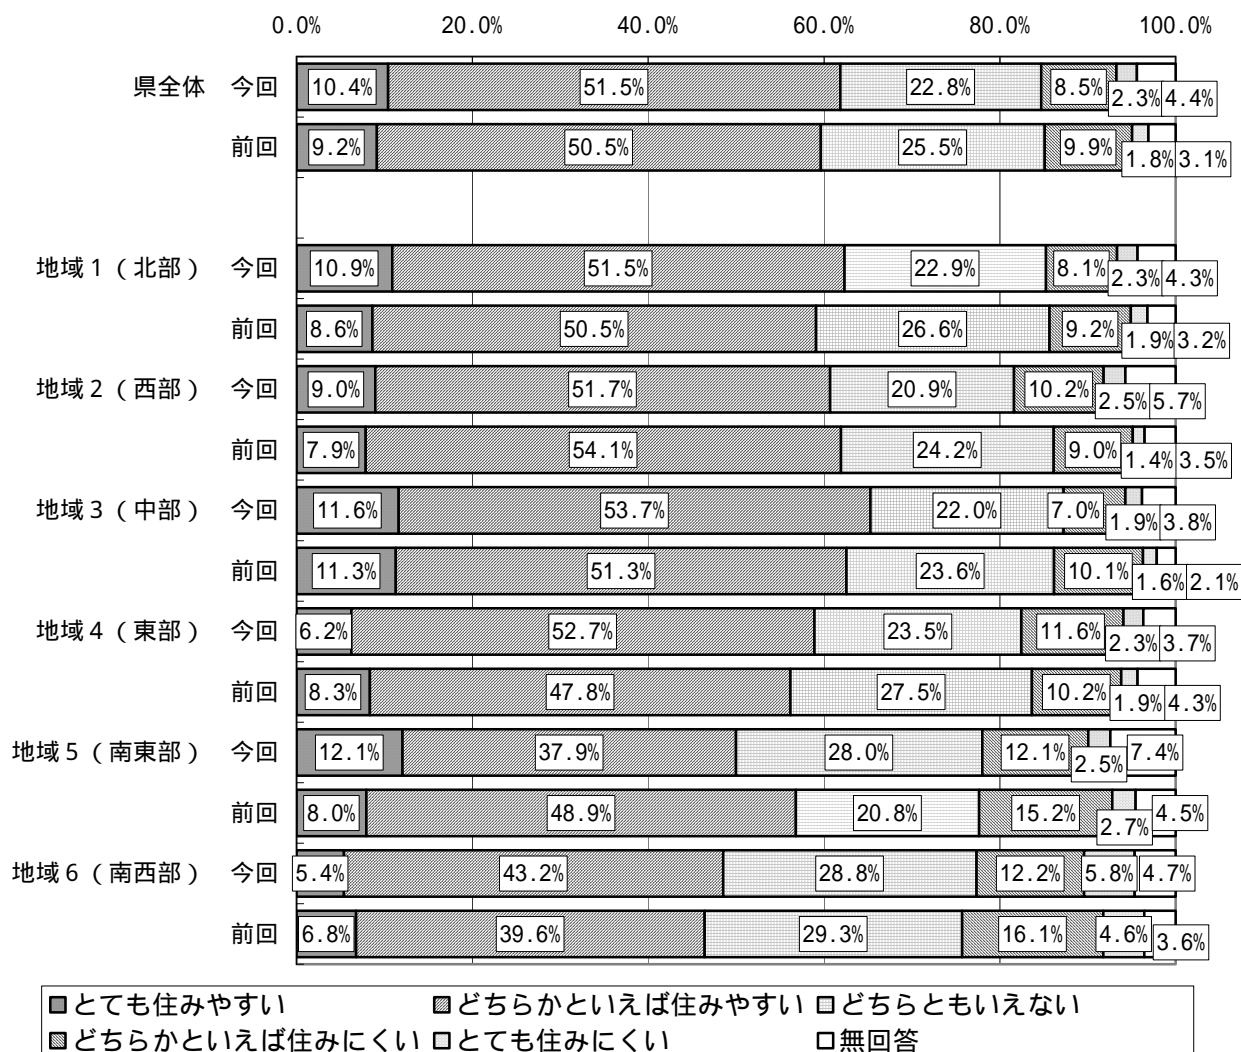 0.0% 20.0% 40.0% 60.0% 80.0% 100.0%
県全体 今回 10.4% 51.5% 22.8% 8.5% 2.3% 4.4%
前回 9.2% 50.5% 25.5% 9.9% 1.8% 3.1%
地域1(北部) 今回 10.9% 51.5% 22.9% 8.1% 2.3% 4.3%
前回 8.6% 50.5% 26.6% 9.2% 1.9% 3.2%
地域2(西部) 今回 9.0% 51.7% 20.9% 10.2% 2.5% 5.7%
前回 7.9% 54.1% 24.2% 9.0% 1.4% 3.5%
地域3(中部) 今回 11.6% 53.7% 22.0% 7.0% 1.9% 3.8%
前回 11.3% 51.3% 23.6% 10.1% 1.6% 2.1%
地域4(東部) 今回 6.2% 52.7% 23.5% 11.6% 2.3% 3.7%
前回 8.3% 47.8% 27.5% 10.2% 1.9% 4.3%
地域5(南東部) 今回 12.1% 37.9% 28.0% 12.1% 2.5% 7.4%
前回 8.0% 48.9% 20.8% 15.2% 2.7% 4.5%
地域6(南西部) 今回 5.4% 43.2% 28.8% 12.2% 5.8% 4.7%
前回 6.8% 39.6% 29.3% 16.1% 4.6% 3.6%
とても住みやすい どちらかといえば住みやすい どちらともいえない
どちらかといえば住みにくい とても住みにくい 無回答